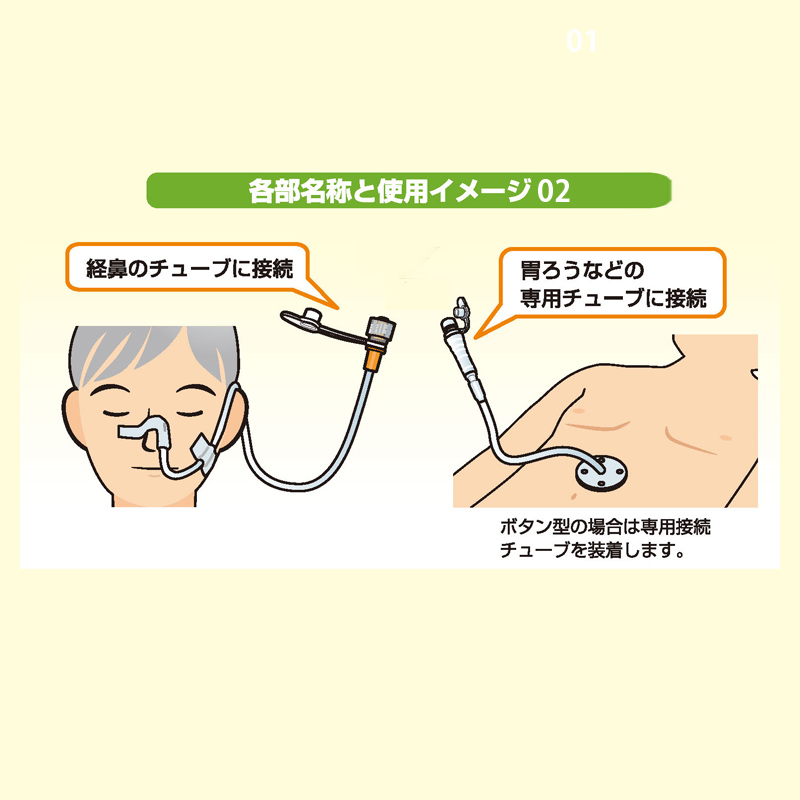 01
各部名称と使用イメージ 02
経鼻のチューブに接続
胃ろうなどの
専用チューブに接続
ボタン型の場合は専用接続
チューブを装着します。